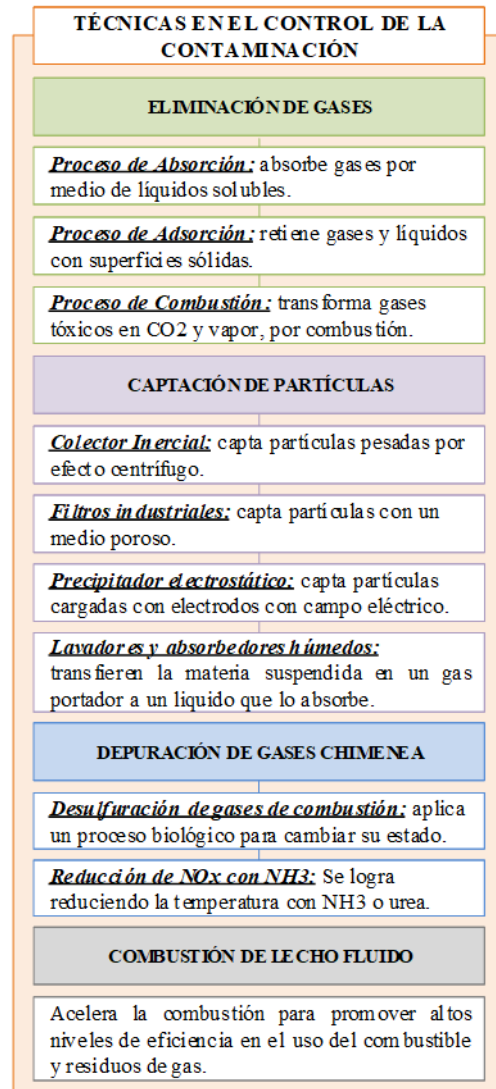 TÉCNICAS EN EL CONTROL DE LA
CONTAMINACIÓN
ELIMINACIÓN DE GASES
Proceso de Absorción: absorbe gases por
medio de líquidos solubles.
Proceso de Adsorción: retiene gases y líquidos
con superficies sólidas.
Proceso de Combustión: transforma gases
tóxicos en CO2 y vapor, por combustión.
CAPTACIÓN DE PARTÍCULAS
Colector Inercial: capta partículas pesadas por
efecto centrífugo.
Filtros industriales: capta partículas con un
medio poroso.
Precipitador electrostático: capta partículas
cargadas con electrodos con campo eléctrico.
Lavadores y absorbedores húmedos:
transfieren la materia suspendida en un gas
portador a un liquido que lo absorbe.
DEPURACIÓN DE GASES CHIMENEA
Desulfuración de gases de combustión: aplica
un proceso biológico para cambiar su estado.
Reducción de NOx con NH3: Se logra
reduciendo la temperatura con NH3 o urea.
COMBUSTIÓN DE LECHO FLUIDO
Acelera la combustión para promover altos
niveles de eficiencia en el uso del combustible
y residuos de gas.